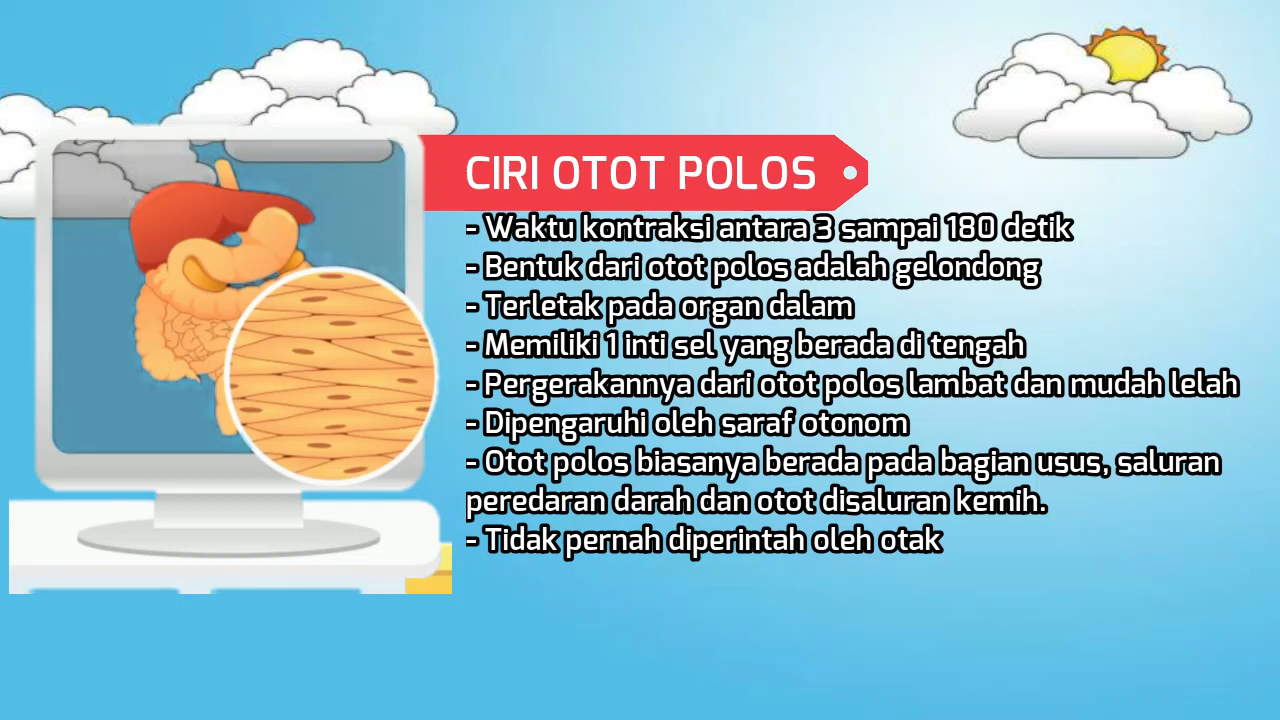 CIRI OTOT POLOS
- Waktu kontraksi antara 3 sampai 180 detik
- Bentuk dari otot polos adalah gelondong
- Terletak pada organ dalam
- Memiliki 1 inti sel yang berada di tengah
- Pergerakannya dari otot polos lambat dan mudah lelah
- Dipengaruhi oleh saraf otonom
- Otot polos biasanya berada pada bagian usus, saluran
peredaran darah dan otot disaluran kemih.
- Tidak pernah diperintah oleh otak